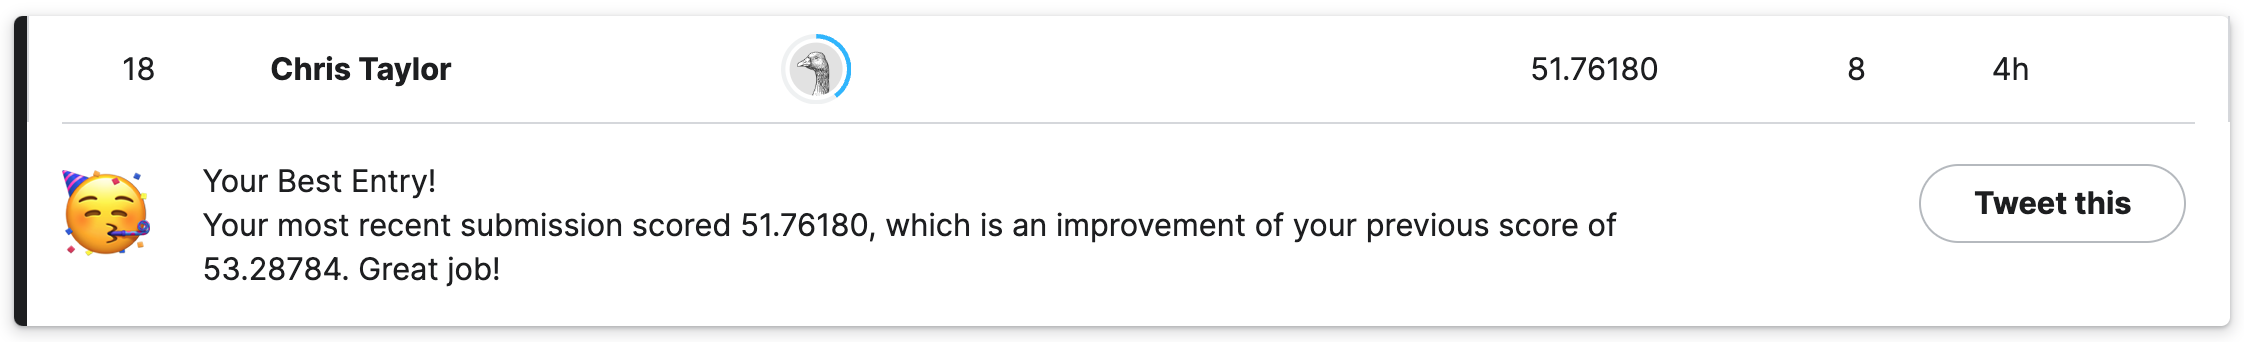 18 Chris Taylor 51.76180 8 4h
Your Best Entry!
Your most recent submission scored 51.76180, which is an improvement of your previous score of
53.28784. Great job!
Tweet this